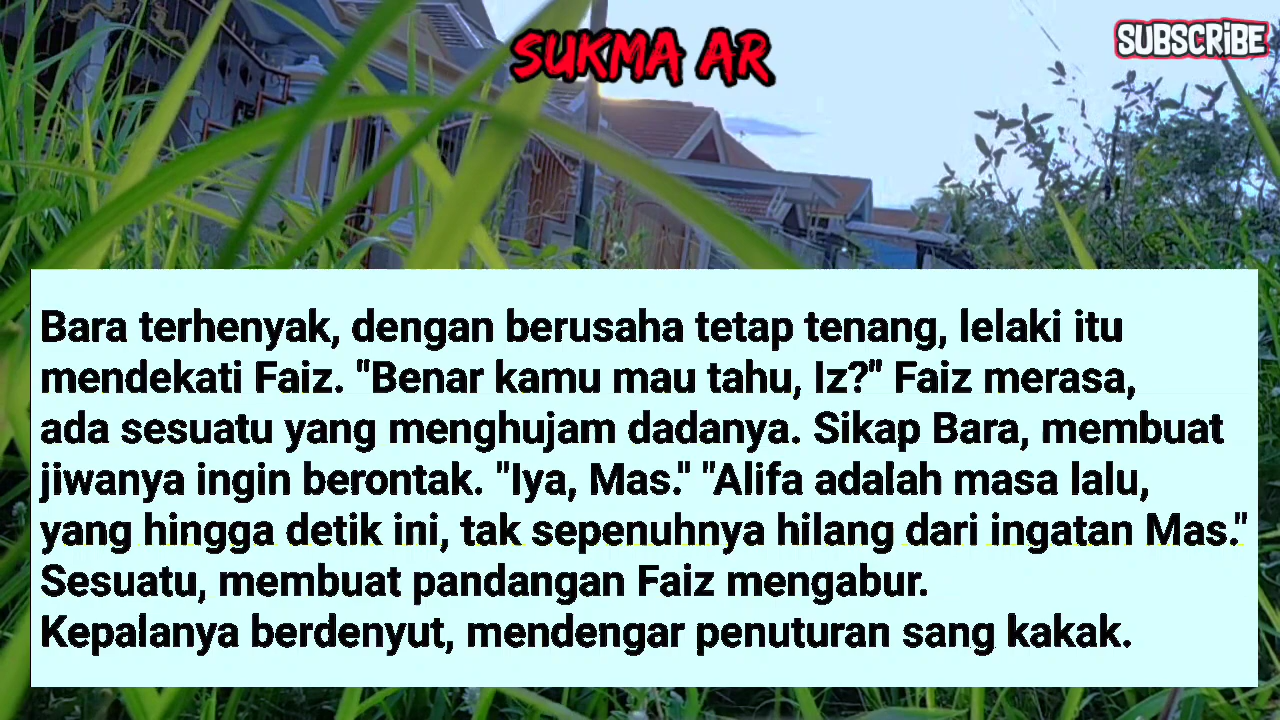 SUKMA AR
SUBSCRiBE
Bara terhenyak, dengan berusaha tetap tenang, lelaki itu
mendekati Faiz. "Benar kamu mau tahu, Iz?" Faiz merasa,
ada sesuatu yang menghujam dadanya. Sikap Bara, membuat
jiwanya ingin berontak. "Iya, Mas." "Alifa adalah masa lalu,
yang hingga detik ini, tak sepenuhnya hilang dari ingatan Mas."
Sesuatu, membuat pandangan Faiz mengabur.
Kepalanya berdenyut, mendengar penuturan sang kakak.